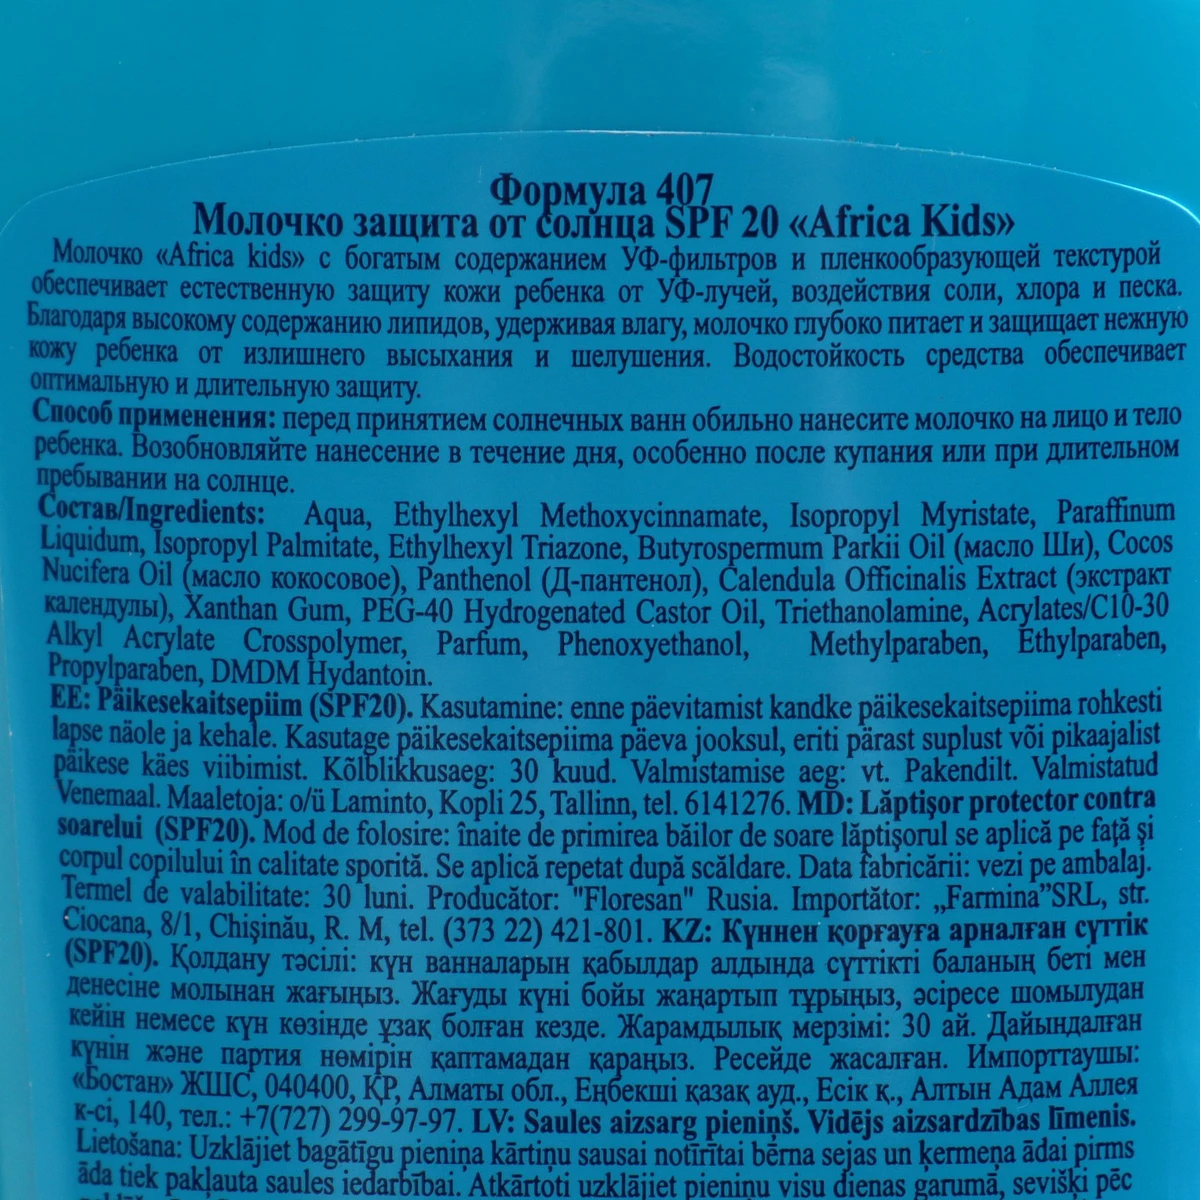 Формула 407
Молочко защита от солнца SPF 20 «Africa Kids»
Молочко «Africa kids» с богатым содержанием УФ-фильтров и пленкообразующей текстурой
обеспечивает естественную защиту кожи ребенка от УФ-лучей, воздействия соли, хлора и песка.
Благодаря высокому содержанию липидов, удерживая влагу, молочко глубоко питает и защищает нежную
кожу ребенка от излишнего высыхания и шелушения. Водостойкость средства обеспечивает
оптимальную и длительную защиту.
Способ применения: перед принятием солнечных ванн обильно нанесите молочко на лицо и тело
ребенка. Возобновляйте нанесение в течение дня, особенно после купания или при длительном
пребывании на солнце.
Состав/Ingredients: Aqua, Ethylhexyl Methoxycinnamate, Isopropyl Myristate, Paraffinum
Liquidum, Isopropyl Palmitate, Ethylhexyl Triazone, Butyrospermum Parkii Oil (масло Ши), Cocos
Nucifera Oil (масло кокосовое), Panthenol (Д-пантенол), Calendula Officinalis Extract (экстракт
календулы), Xanthan Gum, PEG-40 Hydrogenated Castor Oil, Triethanolamine, Acrylates/C10-30
Alkyl Acrylate Crosspolymer, Parfum, Phenoxyethanol, Methylparaben, Ethylparaben,
Propylparaben, DMDM Hydantoin.
EE: Päikesekaitsepiim (SPF20). Kasutamine: enne päevitamist kandke päikesekaitsepiima rohkesti
lapse näole ja kehale. Kasutage päikesekaitsepiima päeva jooksul, eriti pärast suplust või pikaajalist
päikese käes viibimist. Kõlblikkusaeg: 30 kuud. Valmistamise aeg: vt. Pakendilt. Valmistatud
Venemaal. Maaletoja: o/ü Laminto, Kopli 25, Tallinn, tel. 6141276. MD: Lăptişor protector contra
soarelui (SPF20). Mod de folosire: înaite de primirea băilor de soare lăptişorul se aplică pe faţă şi
corpul copilului în calitate sporită. Se aplică repetat după scăldare. Data fabricării: vezi pe ambalaj.
Termel de valabilitate: 30 luni. Producător: "Floresan" Rusia. Importător: „Farmina”SRL, str.
Ciocana, 8/1, Chişinău, R. M, tel. (373 22) 421-801. KZ: Күннен қорғауға арналған сүттік
(SPF20). Қолдану тәсілі: күн ванналарын қабылдар алдында сүттікті баланың беті мен
денесіне молынан жағыңыз. Жағуды күні бойы жаңартып тұрыңыз, әсіресе шомылудан
кейін немесе күн көзінде ұзақ болған кезде. Жарамдылық мерзімі: 30 ай. Дайындалған
күнін және партия нөмірін қаптамадан қараңыз. Ресейде жасалған. Импорттаушы:
«Бостан» ЖШС, 040400, ҚР, Алматы обл., Еңбекші қазақ ауд., Есік қ., Алтын Адам Аллея
к-сі, 140, тел.: +7(727) 299-97-97. LV: Saules aizsarg pieniņš. Vidējs aizsardzības līmenis.
Lietošana: Uzklājiet bagātīgu pieniņa kārtiņu sausai notīrītai bērna sejas un ķermeņa ādai pirms
āda tiek pakļauta saules iedarbībai. Atkārtoti uzklājiet pieniņu visu dienas garumā, sevišķi pēc